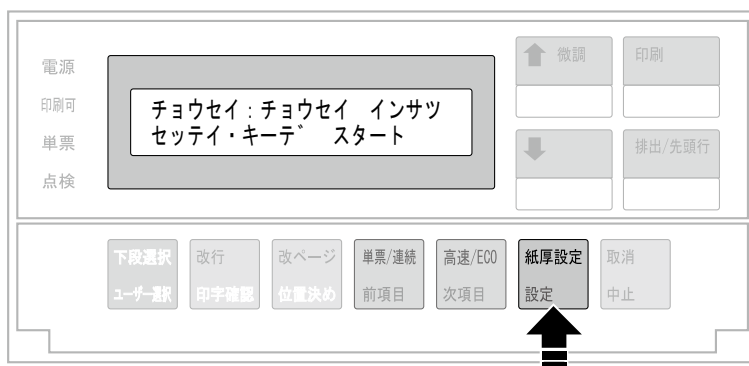 電源
印刷可
単票
点検
チョウセイ:チョウセイ インサツ
セッテイ・キーデ スタート
微調
印刷
排出/先頭行
下段選択
ユーザー選択
改行
印字確認
改ページ
位置決め
単票/連続
前項目
高速/ECO
次項目
紙厚設定
設定
取消
中止